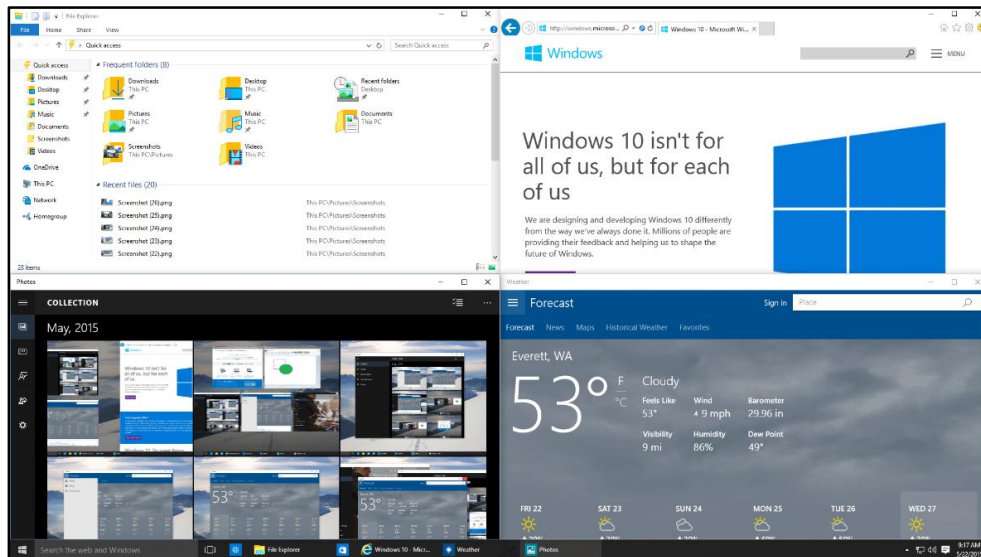 File Explorer
File Home Share View
Quick access
Search Quick access
Quick access
Downloads
Desktop
Pictures
Music
Documents
Screenshots
Videos
OneDrive
This PC
Network
Homegroup
Frequent folders (8)
Downloads
This PC
Desktop
This PC
Recent folders
Desktop
Pictures
This PC
Music
This PC
Documents
This PC
Screenshots
This PC\Pictures
Videos
This PC
Recent files (20)
Screenshot (26).png This PC\Pictures\Screenshots
Screenshot (25).png This PC\Pictures\Screenshots
Screenshot (24).png This PC\Pictures\Screenshots
Screenshot (23).png This PC\Pictures\Screenshots
Screenshot (22).png This PC\Pictures\Screenshots
28 items
http://windows.microso...
Windows 10 - Microsoft Wi...
Windows
MENU
Windows 10 isn't for
all of us, but for each
of us
We are designing and developing Windows 10 differently
from the way we've always done it. Millions of people are
providing their feedback and helping us to shape the
future of Windows.
Photos
COLLECTION
May, 2015
Weather
Forecast Sign in Place
Forecast News Maps Historical Weather Favorites
Everett, WA
53° F
°C
Cloudy
Feels Like Wind Barometer
53° 9 mph 29.96 in
Visibility Humidity Dew Point
9 mi 86% 49°
FRI 22 SAT 23 SUN 24 MON 25 TUE 26 WED 27
Search the web and Windows
File Explorer
Windows 10 - Micr...
Weather
Photos
9:17 AM